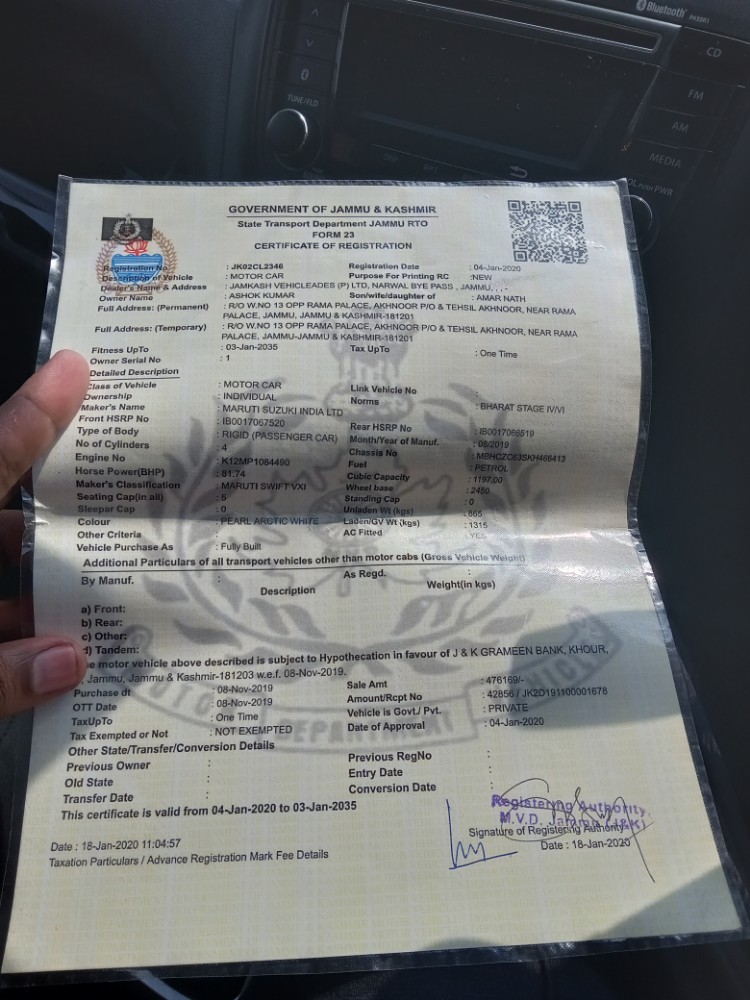 Bluetooth
CD
TUNE/FLD
FM
AM
MEDIA
PUSH PWR
GOVERNMENT OF JAMMU & KASHMIR
State Transport Department JAMMU RTO
FORM 23
CERTIFICATE OF REGISTRATION
Registration No : JK02CL2346 Registration Date : 04-Jan-2020
Description of Vehicle : MOTOR CAR Purpose For Printing RC :NEW
Dealer's Name & Address : JAMKASH VEHICLEADES (P) LTD, NARWAL BYE PASS , JAMMU, , , -
Owner Name : ASHOK KUMAR Son/wife/daughter of : AMAR NATH
Full Address: (Permanent) : R/O W.NO 13 OPP RAMA PALACE, AKHNOOR P/O & TEHSIL AKHNOOR, NEAR RAMA
PALACE, JAMMU, JAMMU & KASHMIR-181201
Full Address: (Temporary) : R/O W.NO 13 OPP RAMA PALACE, AKHNOOR P/O & TEHSIL AKHNOOR, NEAR RAMA
PALACE, JAMMU-JAMMU & KASHMIR-181201
Fitness UpTo : 03-Jan-2035 Tax UpTo : One Time
Owner Serial No : 1
Detailed Description
Class of Vehicle : MOTOR CAR Link Vehicle No :
Ownership : INDIVIDUAL Norms : BHARAT STAGE IV/VI
Maker's Name : MARUTI SUZUKI INDIA LTD
Front HSRP No : IB0017067520 Rear HSRP No : IB0017066519
Type of Body : RIGID (PASSENGER CAR) Month/Year of Manuf. : 08/2019
No of Cylinders : 4 Chassis No : MBHCZC63SKH466413
Engine No : K12MP1084490 Fuel : PETROL
Horse Power(BHP) : 81.74 Cubic Capacity : 1197.00
Maker's Classification : MARUTI SWIFT VXI Wheel base : 2450
Seating Cap(in all) : 5 Standing Cap : 0
Sleepar Cap : 0 Unladen Wt (kgs) : 865
Colour : PEARL ARCTIC WHITE Laden/GV Wt (kgs) : 1315
Other Criteria : AC Fitted : YES
Vehicle Purchase As : Fully Built
Additional Particulars of all transport vehicles other than motor cabs (Gross Vehicle Weight)
By Manuf. : As Regd. :
Description Weight(in kgs)
a) Front:
b) Rear:
c) Other:
d) Tandem:
motor vehicle above described is subject to Hypothecation in favour of J & K GRAMEEN BANK, KHOUR,
, Jammu, Jammu & Kashmir-181203 w.e.f. 08-Nov-2019.
Purchase dt : 08-Nov-2019 Sale Amt : 476169/-
OTT Date : 08-Nov-2019 Amount/Rcpt No : 42856 / JK2D191100001678
TaxUpTo : One Time Vehicle is Govt./ Pvt. : PRIVATE
Tax Exempted or Not : NOT EXEMPTED Date of Approval : 04-Jan-2020
Other State/Transfer/Conversion Details
Previous Owner : Previous RegNo :
Old State : Entry Date :
Transfer Date : Conversion Date :
This certificate is valid from 04-Jan-2020 to 03-Jan-2035
Registering Authority
M.V.D. Jammu (J&K)
Signature of Registering Authority
Date : 18-Jan-2020 11:04:57 Date : 18-Jan-2020
Taxation Particulars / Advance Registration Mark Fee Details